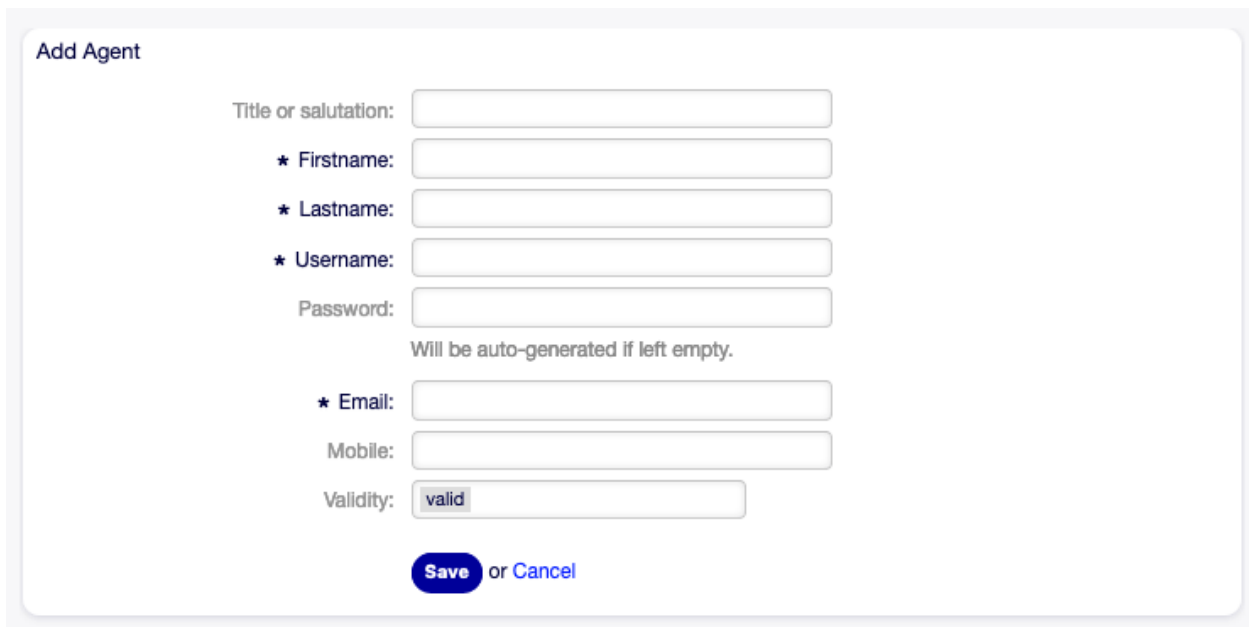 Add Agent
Title or salutation:
★ Firstname:
★ Lastname:
★ Username:
Password:
Will be auto-generated if left empty.
★ Email:
Mobile:
Validity: valid
Save or Cancel